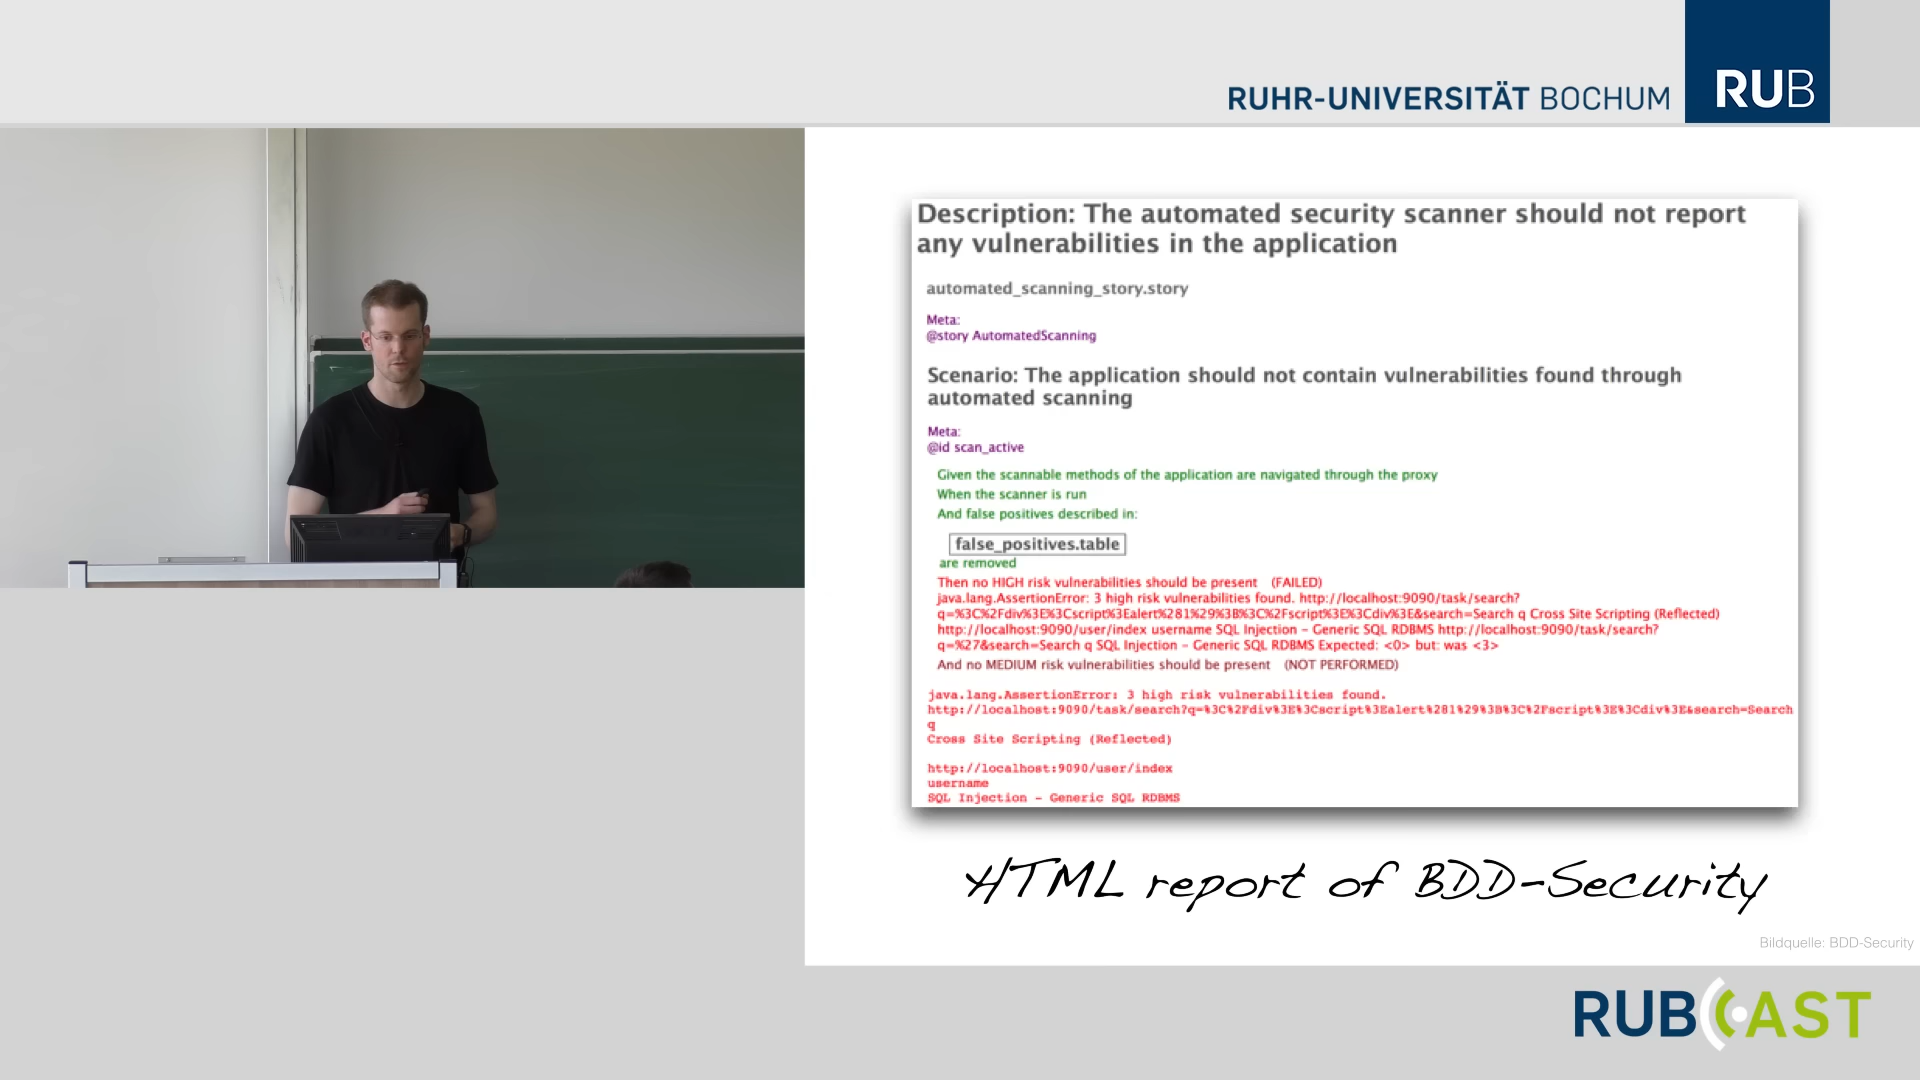 RUHR-UNIVERSITÄT BOCHUM
RUB
Description: The automated security scanner should not report
any vulnerabilities in the application
automated_scanning_story.story
Meta:
@story AutomatedScanning
Scenario: The application should not contain vulnerabilities found through
automated scanning
Meta:
@id scan_active
Given the scannable methods of the application are navigated through the proxy
When the scanner is run
And false positives described in:
false_positives.table
are removed
Then no HIGH risk vulnerabilities should be present (FAILED)
java.lang.AssertionError: 3 high risk vulnerabilities found. http://localhost:9090/task/search?
q=%3C%2Fdiv%3E%3Cscript%3Ealert%281%29%3B%3C%2Fscript%3E%3Cdiv%3E&search=Search q Cross Site Scripting (Reflected)
http://localhost:9090/user/index username SQL Injection – Generic SQL RDBMS http://localhost:9090/task/search?
q=%27&search=Search q SQL Injection – Generic SQL RDBMS Expected: <0> but: was <3>
And no MEDIUM risk vulnerabilities should be present (NOT PERFORMED)
java.lang.AssertionError: 3 high risk vulnerabilities found.
http://localhost:9090/task/search?q=%3C%2Fdiv%3E%3Cscript%3Ealert%281%29%3B%3C%2Fscript%3E%3Cdiv%3E&search=Search
q
Cross Site Scripting (Reflected)
http://localhost:9090/user/index
username
SQL Injection – Generic SQL RDBMS
HTML report of BDD-Security
Bildquelle: BDD-Security
RUBCAST